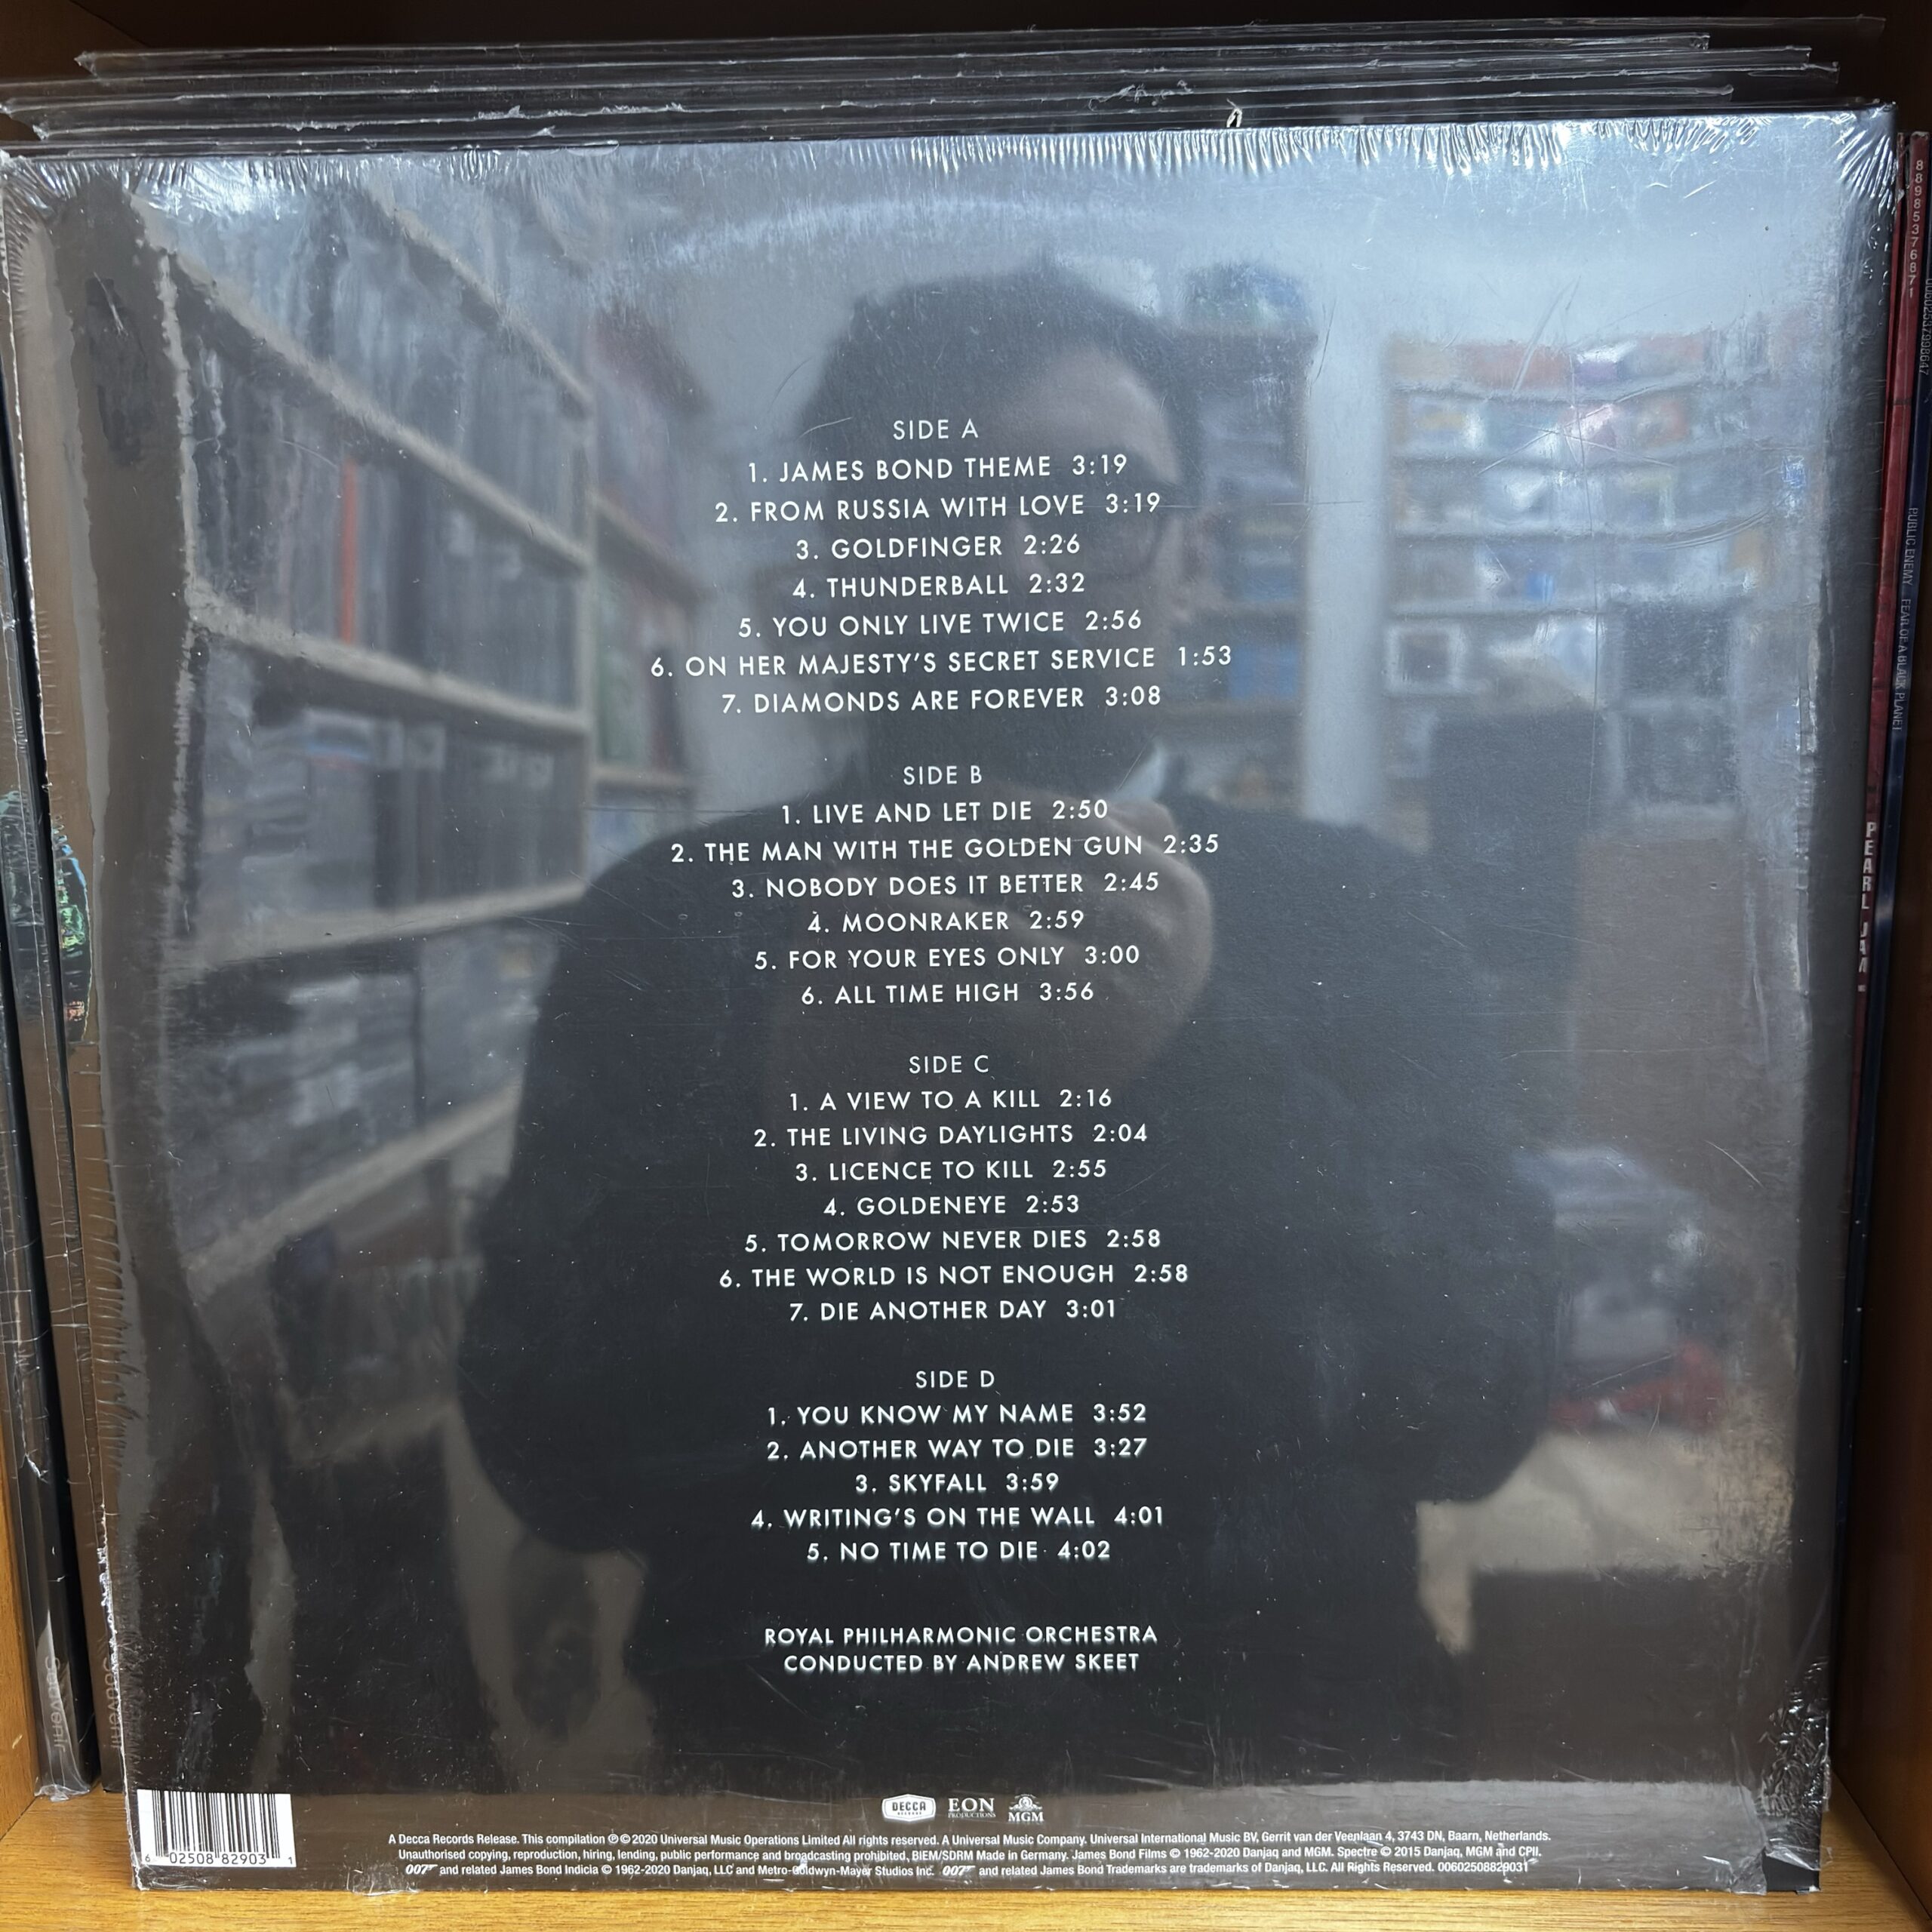 SIDE A
1. JAMES BOND THEME 3:19
2. FROM RUSSIA WITH LOVE 3:19
3. GOLDFINGER 2:26
4. THUNDERBALL 2:32
5. YOU ONLY LIVE TWICE 2:56
6. ON HER MAJESTY'S SECRET SERVICE 1:53
7. DIAMONDS ARE FOREVER 3:08
SIDE B
1. LIVE AND LET DIE 2:50
2. THE MAN WITH THE GOLDEN GUN 2:35
3. NOBODY DOES IT BETTER 2:45
4. MOONRAKER 2:59
5. FOR YOUR EYES ONLY 3:00
6. ALL TIME HIGH 3:56
SIDE C
1. A VIEW TO A KILL 2:16
2. THE LIVING DAYLIGHTS 2:04
3. LICENCE TO KILL 2:55
4. GOLDENEYE 2:53
5. TOMORROW NEVER DIES 2:58
6. THE WORLD IS NOT ENOUGH 2:58
7. DIE ANOTHER DAY 3:01
SIDE D
1. YOU KNOW MY NAME 3:52
2. ANOTHER WAY TO DIE 3:27
3. SKYFALL 3:59
4. WRITING'S ON THE WALL 4:01
5. NO TIME TO DIE 4:02
ROYAL PHILHARMONIC ORCHESTRA
CONDUCTED BY ANDREW SKEET
6 02508 82903 1
DECCA RECORDS EON PRODUCTIONS MGM
A Decca Records Release. This compilation ℗ © 2020 Universal Music Operations Limited All rights reserved. A Universal Music Company. Universal International Music BV, Gerrit van der Veenlaan 4, 3743 DN, Baarn, Netherlands.
Unauthorised copying, reproduction, hiring, lending, public performance and broadcasting prohibited, BIEM/SDRM Made in Germany. James Bond Films © 1962-2020 Danjaq and MGM. Spectre © 2015 Danjaq, MGM and CPII.
007 and related James Bond Indicia © 1962-2020 Danjaq, LLC and Metro-Goldwyn-Mayer Studios Inc. 007 and related James Bond Trademarks are trademarks of Danjaq, LLC. All Rights Reserved. 00602508829031
88985376871
PEARL JAM
PUBLIC ENEMY FEAR OF A BLACK PLANET